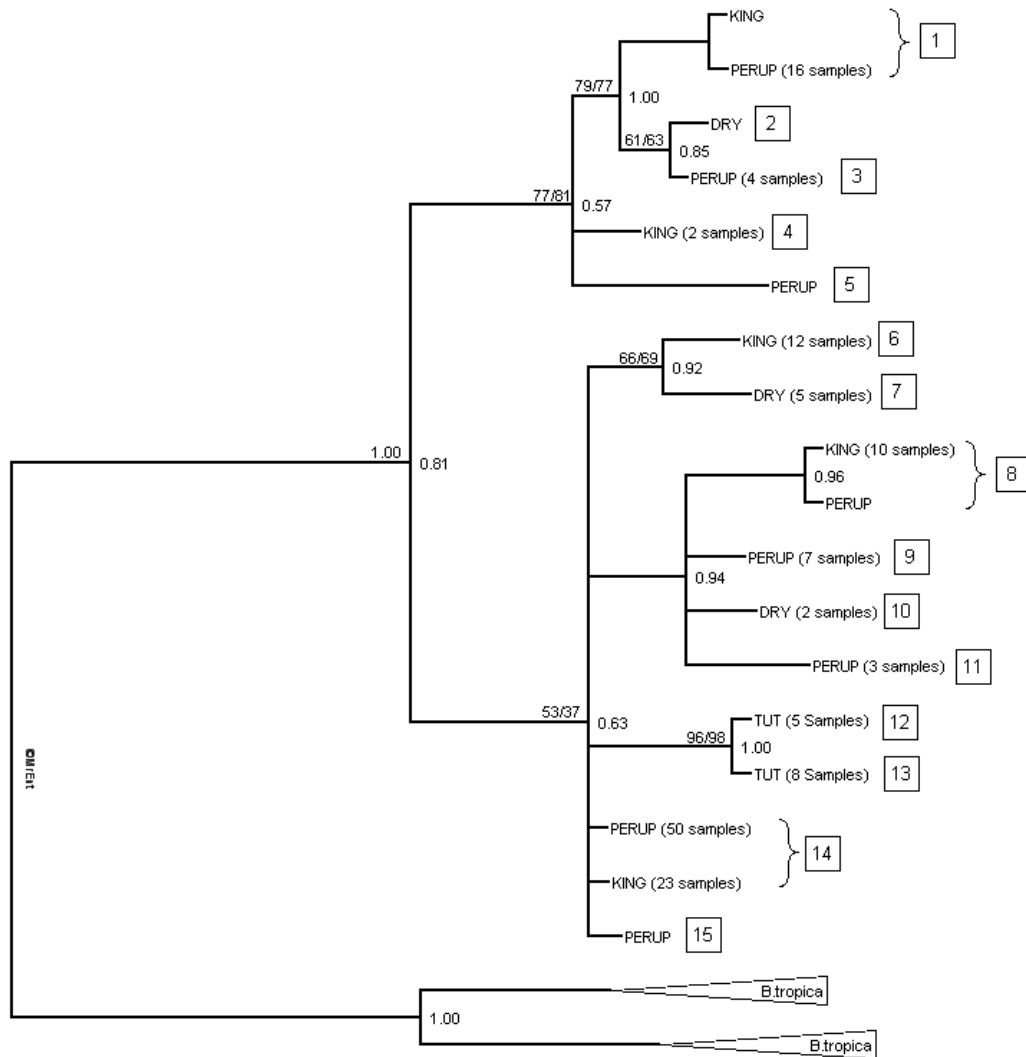 KING
1
PERUP (16 samples)
79/77
1.00
DRY
2
61/63
0.85
PERUP (4 samples)
3
77/81
0.57
KING (2 samples)
4
PERUP
5
KING (12 samples)
6
66/69
0.92
DRY (5 samples)
7
KING (10 samples)
8
0.96
PERUP
PERUP (7 samples)
9
0.94
DRY (2 samples)
10
PERUP (3 samples)
11
1.00
0.81
53/37
0.63
TUT (5 Samples)
12
96/98
1.00
TUT (8 Samples)
13
PERUP (50 samples)
14
KING (23 samples)
PERUP
15
B.tropica
1.00
B.tropica